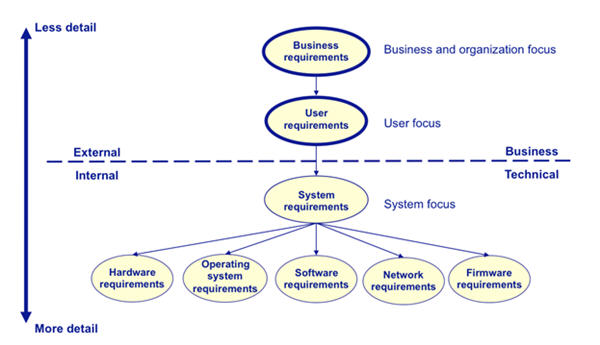 Less detail
Business
requirements
Business and organization focus
User
requirements
User focus
External
Business
Internal
Technical
System
requirements
System focus
Hardware
requirements
Operating
system
requirements
Software
requirements
Network
requirements
Firmware
requirements
More detail